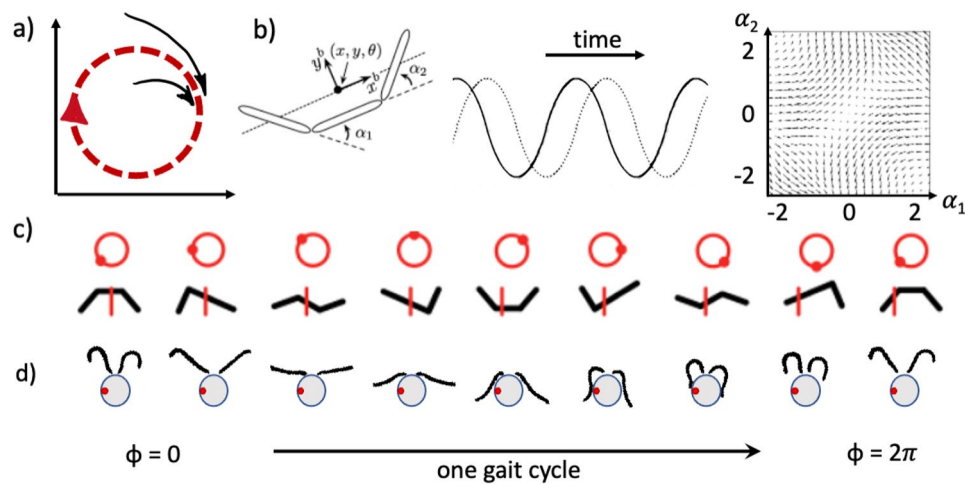 a)
b)
y^b
(x, y, θ)
x^b
α₂
α₁
time
α₂
2
0
-2
-2
0
2
α₁
c)
d)
ϕ = 0
one gait cycle
ϕ = 2π